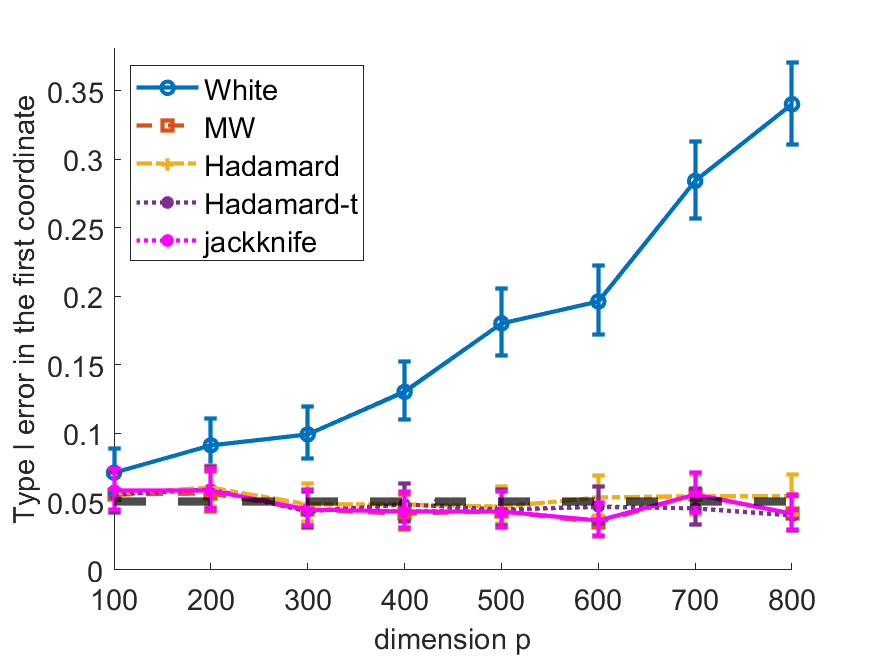 Type I error in the first coordinate
0.35
0.3
0.25
0.2
0.15
0.1
0.05
0
White
MW
Hadamard
Hadamard-t
jackknife
100 200 300 400 500 600 700 800
dimension p